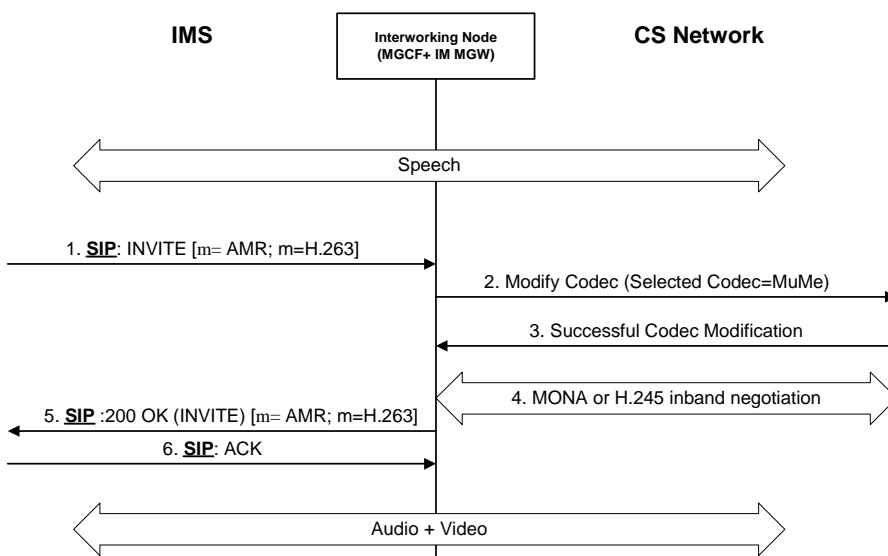 IMS
Interworking Node
(MGCF+ IM MGW)
CS Network
Speech
1. SIP: INVITE [m= AMR; m=H.263]
2. Modify Codec (Selected Codec=MuMe)
3. Successful Codec Modification
4. MONA or H.245 inband negotiation
5. SIP :200 OK (INVITE) [m= AMR; m=H.263]
6. SIP: ACK
Audio + Video